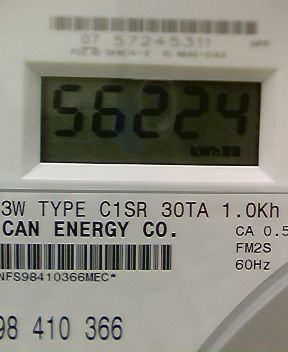 07 57245311
56224
kWh
3W TYPE C1SR 30TA 1.0Kh
CAN ENERGY CO.
CA 0.5
FM2S
60Hz
NFS98410366MEC*
98 410 366